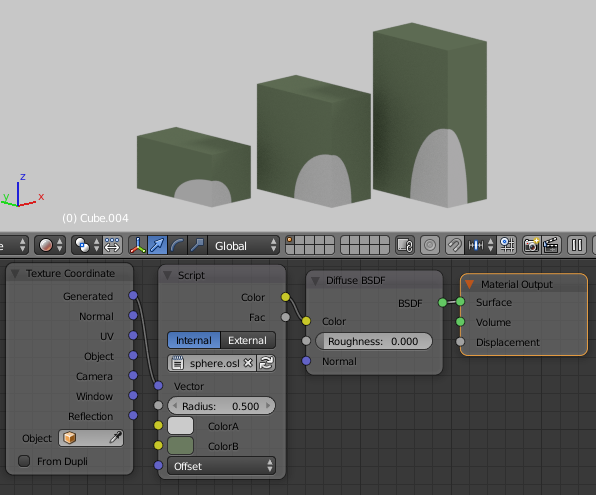 z
y
x
(0) Cube.004
e
Global
Texture Coordinate
Generated
Normal
UV
Object
Camera
Window
Reflection
Object
From Dupli
Script
Color
Fac
Internal External
sphere.osl
Vector
Radius: 0.500
ColorA
ColorB
Offset
Diffuse BSDF
BSDF
Color
Roughness: 0.000
Normal
Material Output
Surface
Volume
Displacement